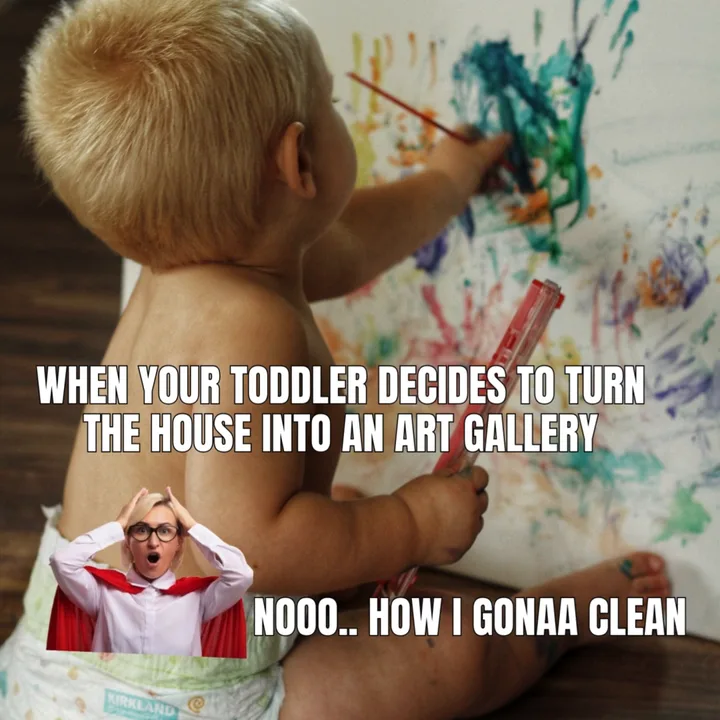 WHEN YOUR TODDLER DECIDES TO TURN
THE HOUSE INTO AN ART GALLERY
NOOO.. HOW I GONAA CLEAN
KIRKLAND